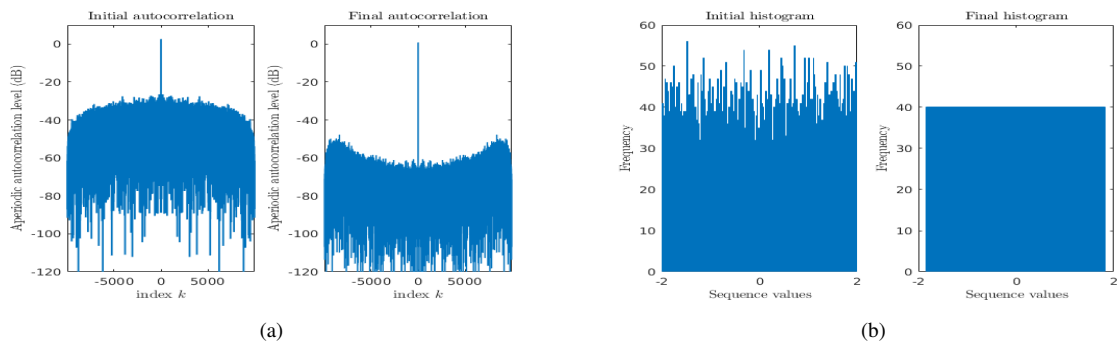 Initial autocorrelation
Aperiodic autocorrelation level (dB)
0
-20
-40
-60
-80
-100
-120
-5000 0 5000
index k
Final autocorrelation
Aperiodic autocorrelation level (dB)
0
-20
-40
-60
-80
-100
-120
-5000 0 5000
index k
(a)
Initial histogram
Frequency
60
50
40
30
20
10
0
-2 0 2
Sequence values
Final histogram
Frequency
60
50
40
30
20
10
0
-2 0 2
Sequence values
(b)